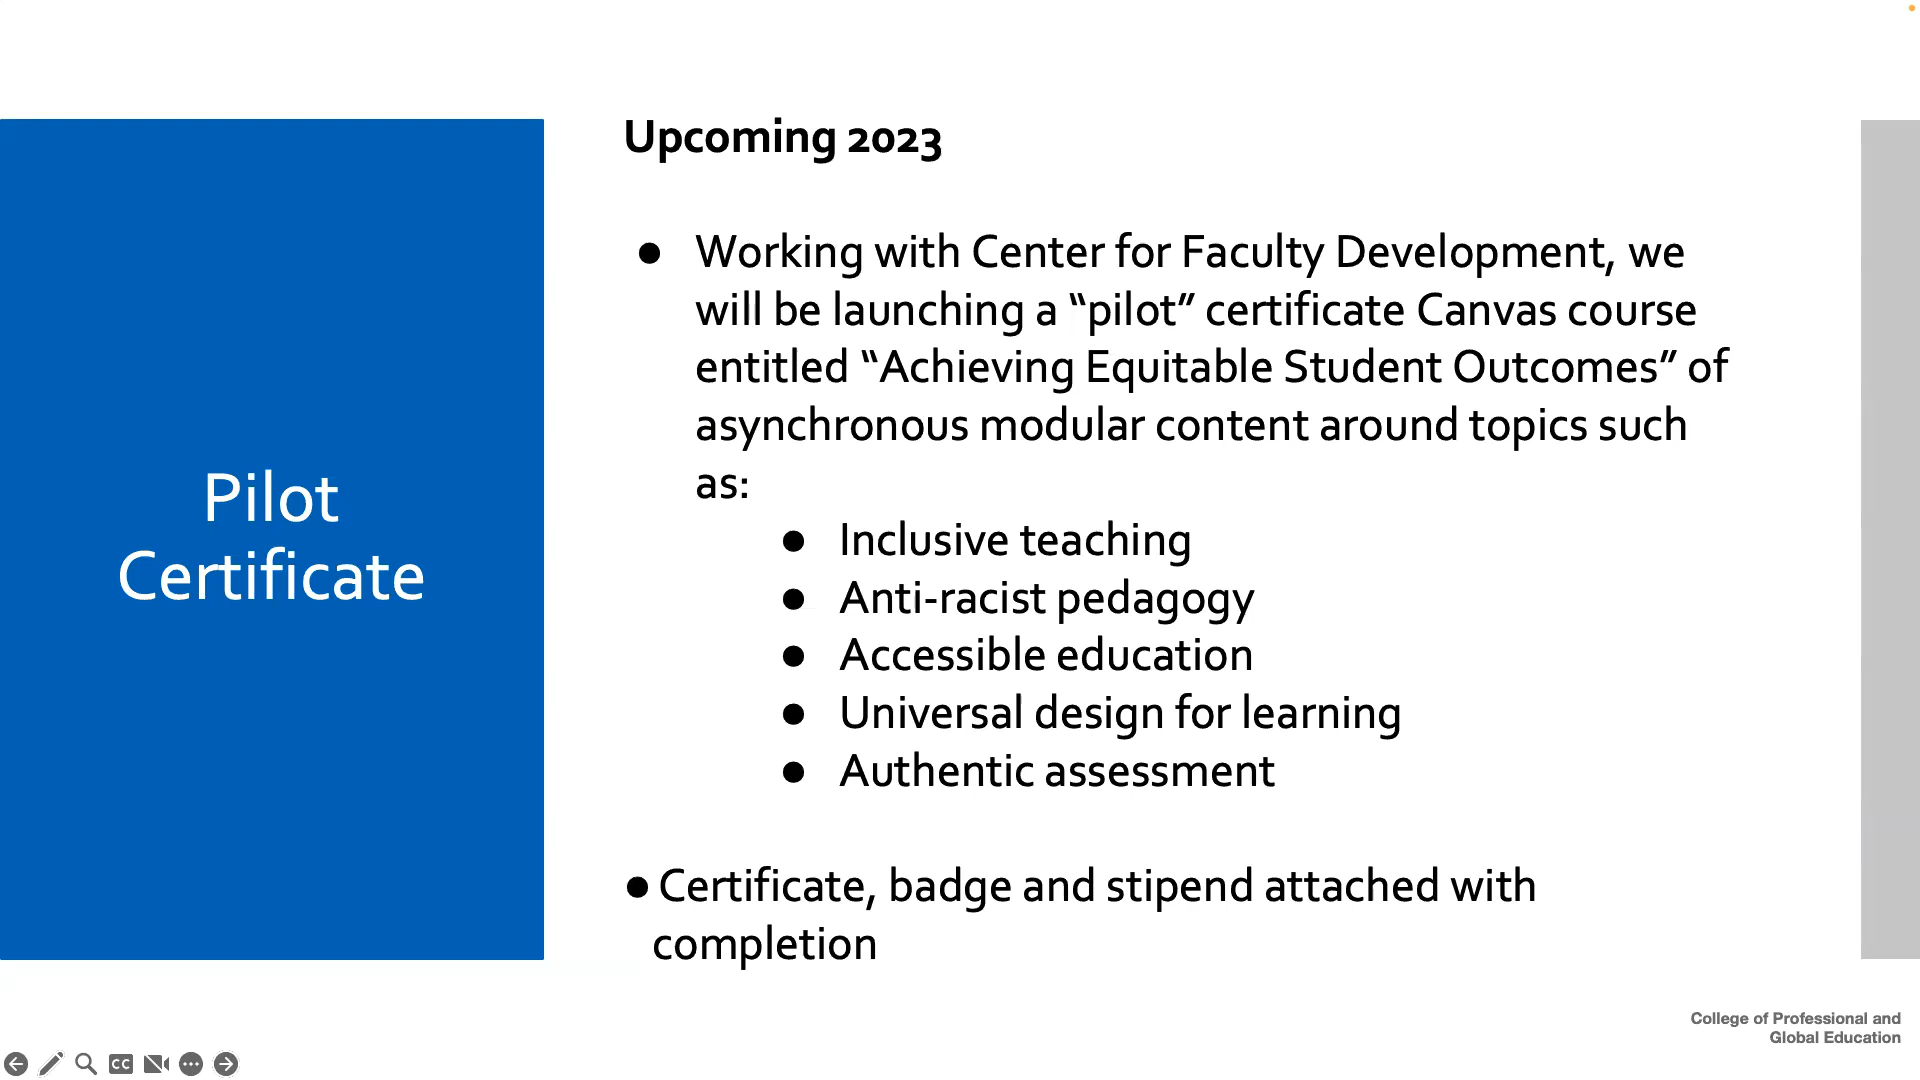 Pilot
Certificate
Upcoming 2023
● Working with Center for Faculty Development, we
will be launching a “pilot” certificate Canvas course
entitled “Achieving Equitable Student Outcomes” of
asynchronous modular content around topics such
as:
● Inclusive teaching
● Anti-racist pedagogy
● Accessible education
● Universal design for learning
● Authentic assessment
● Certificate, badge and stipend attached with
completion
College of Professional and
Global Education
CC